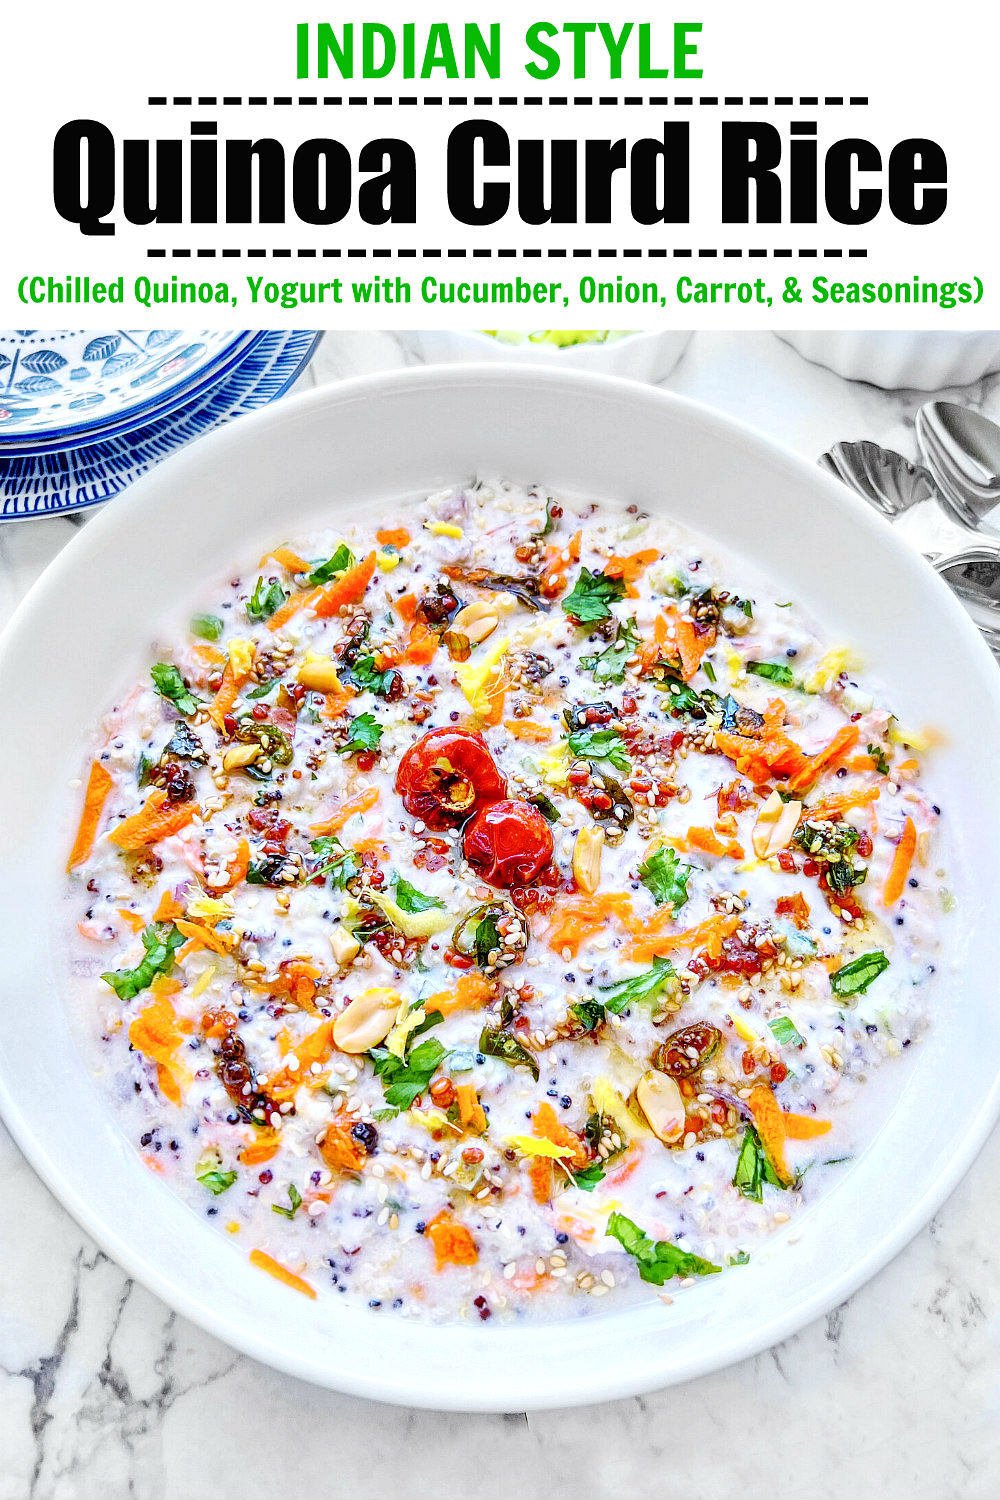 INDIAN STYLE
Quinoa Curd Rice
(Chilled Quinoa, Yogurt with Cucumber, Onion, Carrot, & Seasonings)